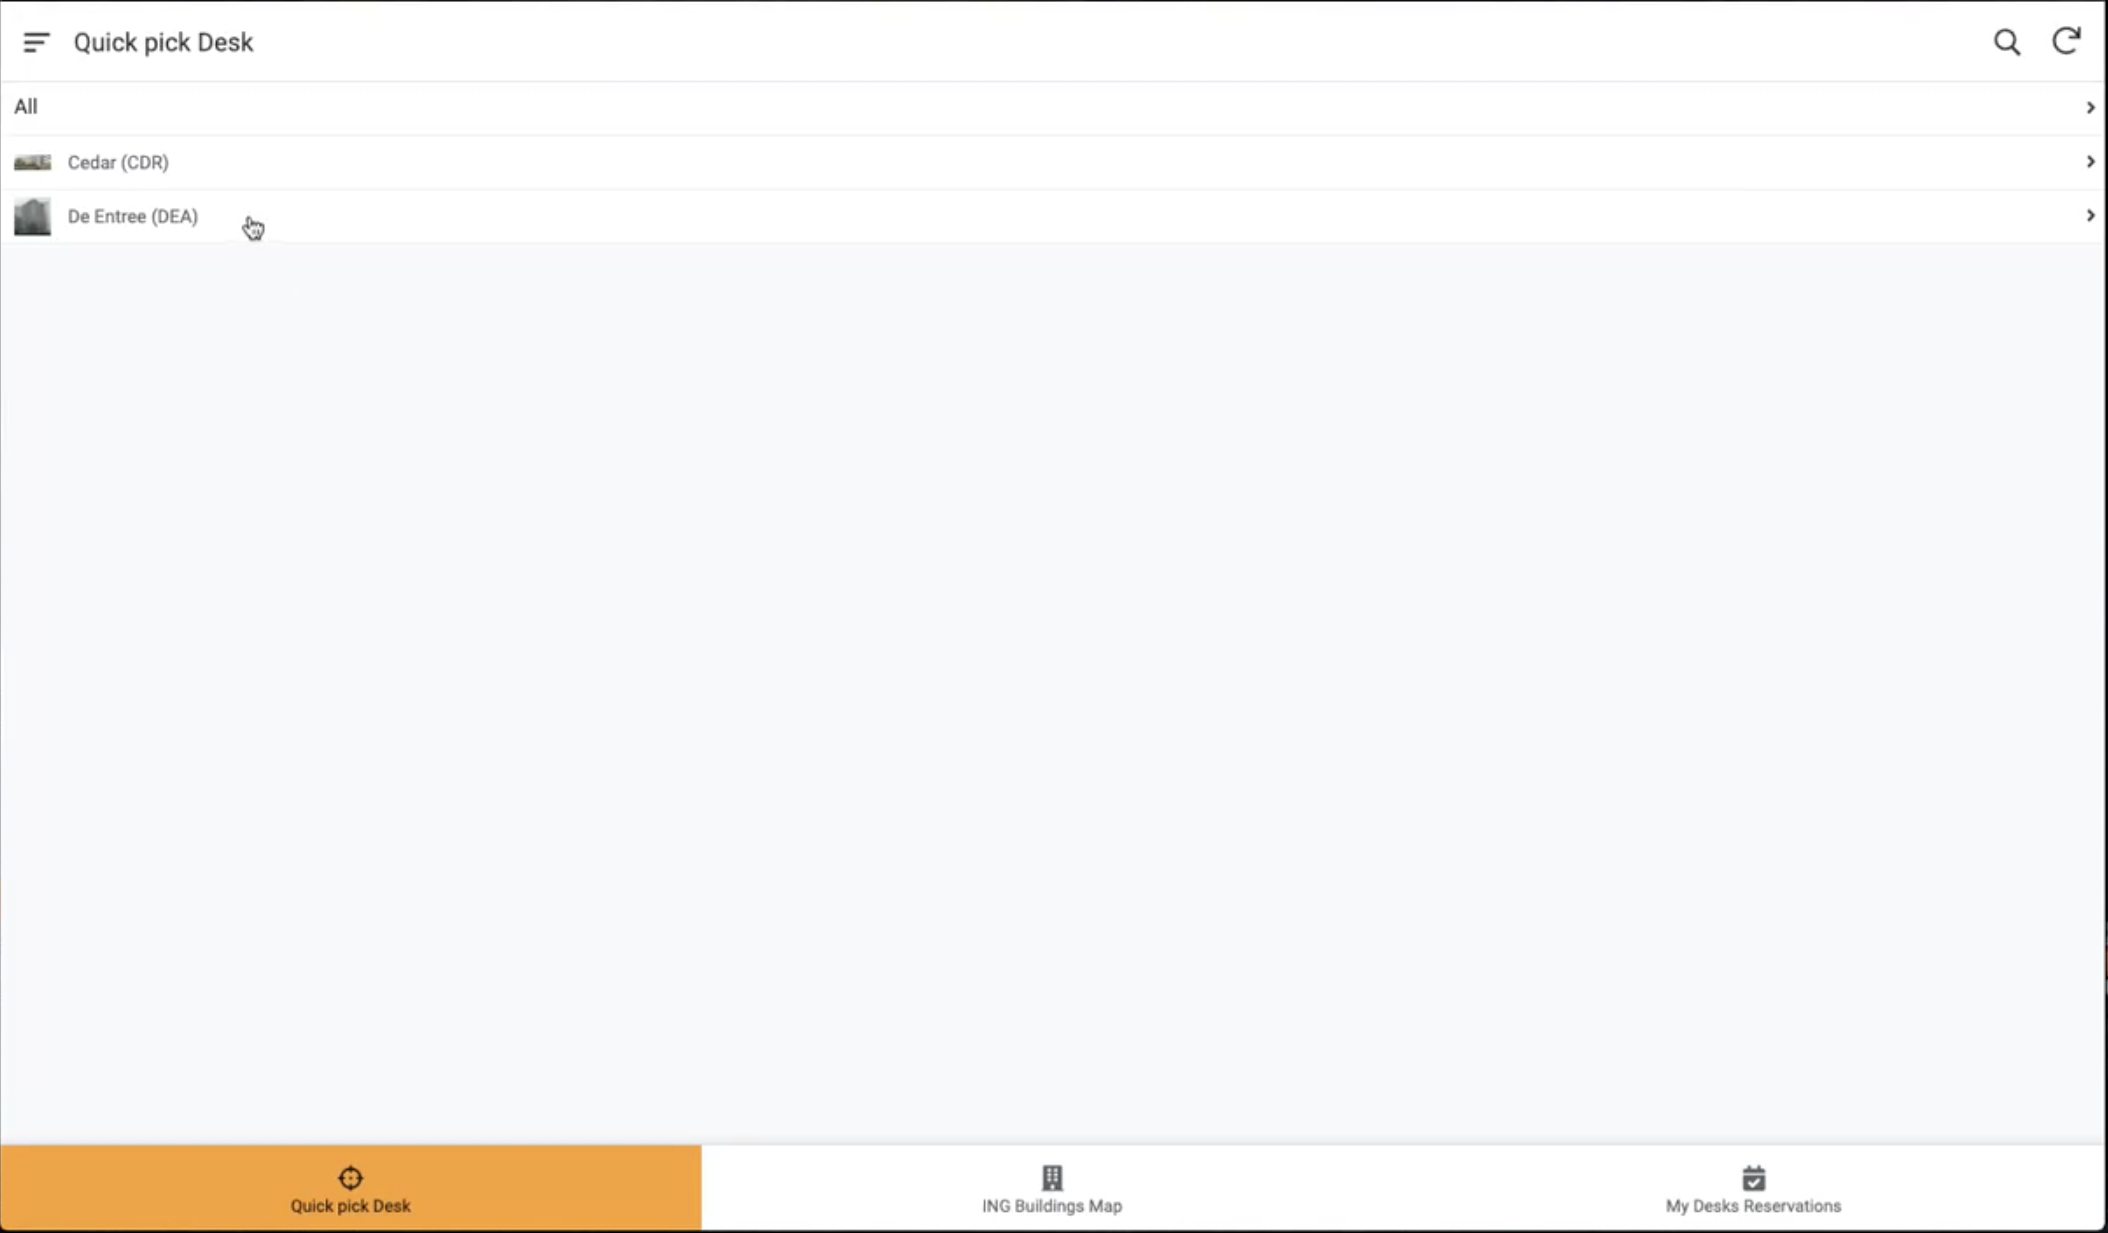 Quick pick Desk
All
Cedar (CDR)
De Entree (DEA)
Quick pick Desk
ING Buildings Map
My Desks Reservations